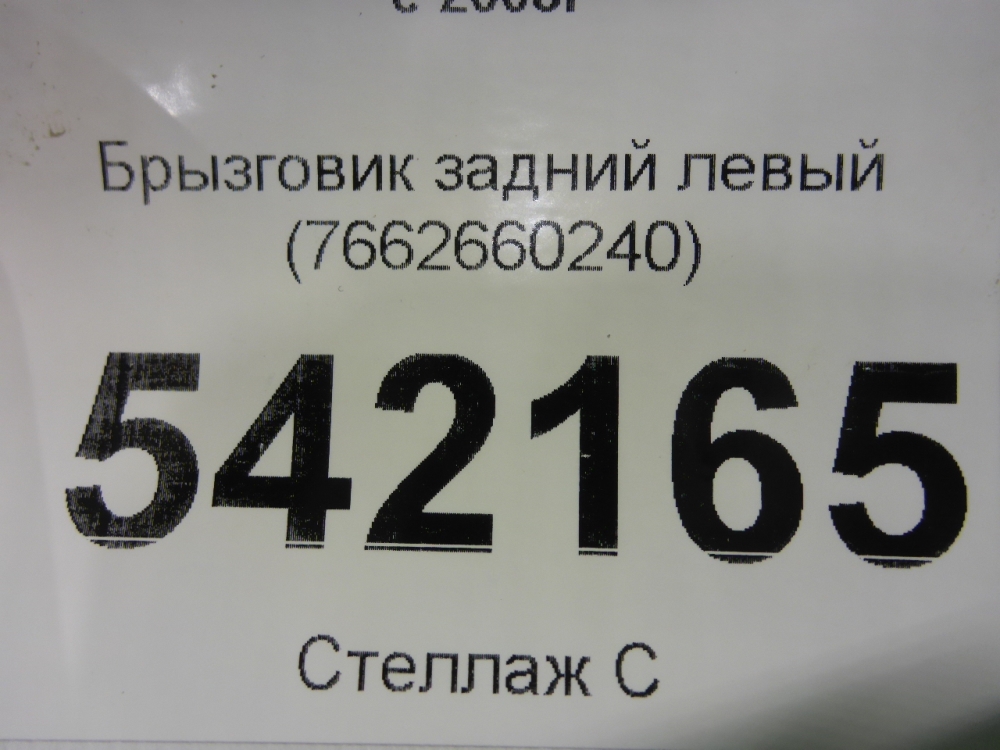 Брызговик задний левый
(7662660240)
542165
Стеллаж С